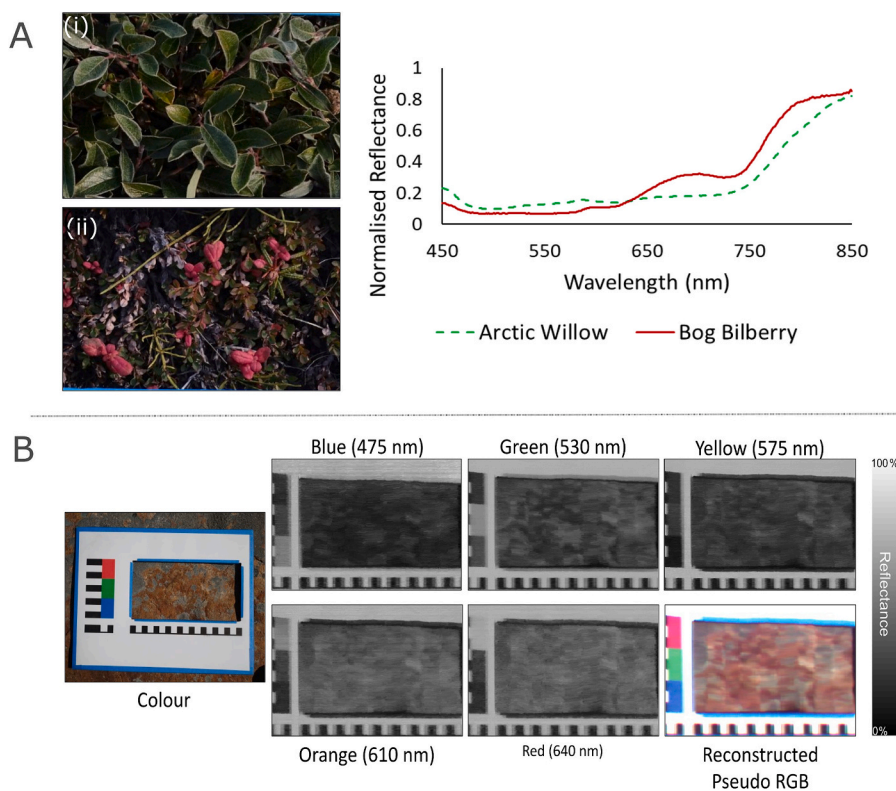 A
(i)
(ii)
Normalised Reflectance
1
0.8
0.6
0.4
0.2
0
450
550
650
750
850
Wavelength (nm)
Arctic Willow
Bog Bilberry
B
Colour
Blue (475 nm)
Green (530 nm)
Yellow (575 nm)
Orange (610 nm)
Red (640 nm)
Reconstructed
Pseudo RGB
100 %
Reflectance
0%